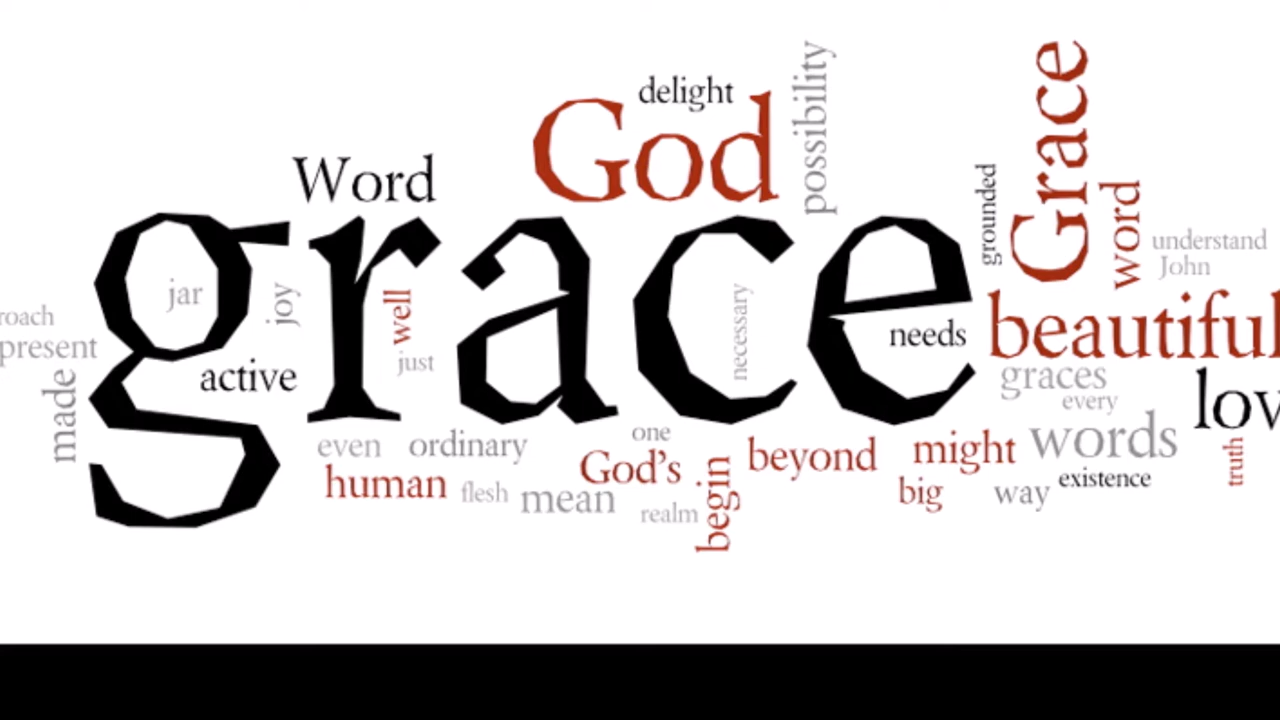 delight
God
possibility
Grace
Word
grounded
word
understand
John
grace
jar
joy
well
just
necessary
needs
beautiful
roach
present
made
active
graces
every
lov
even
ordinary
one
God's
beyond
might
words
truth
human
flesh
mean
realm
begin
big
way
existence